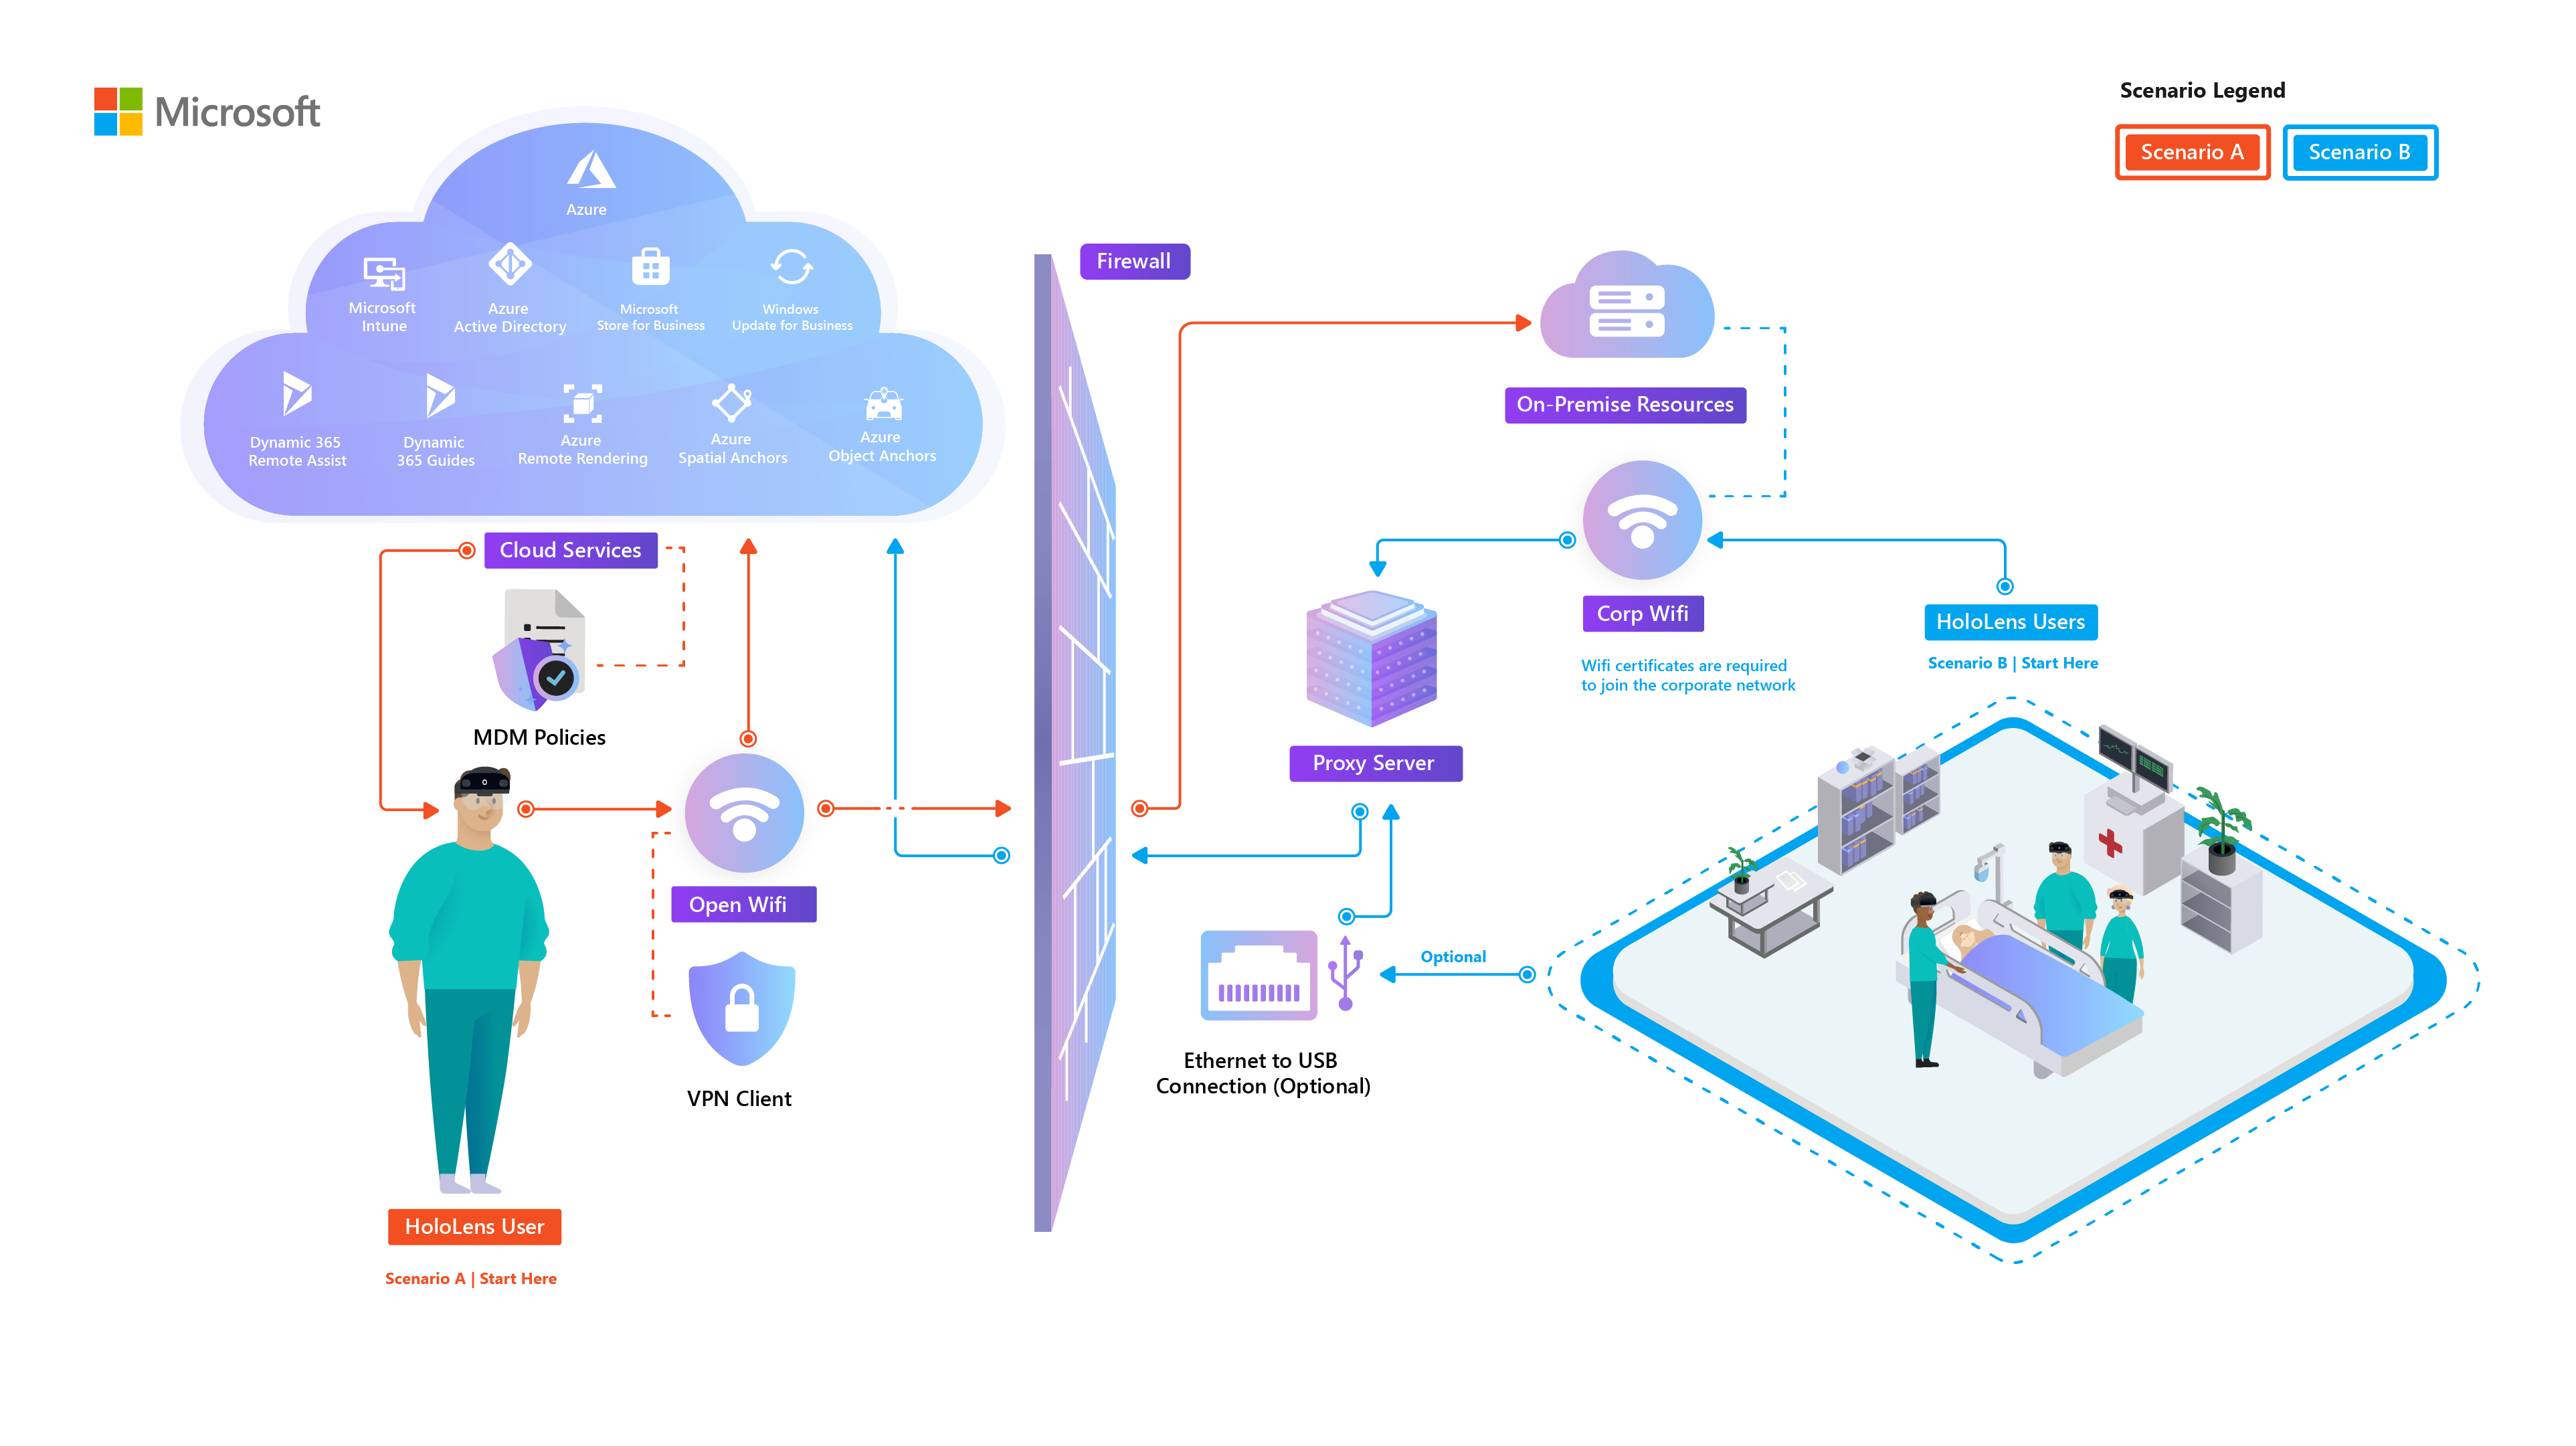 Microsoft
Scenario Legend
Scenario A
Scenario B
Azure
Firewall
Microsoft
Intune
Azure
Active Directory
Microsoft
Store for Business
Windows
Update for Business
On-Premise Resources
Dynamic 365
Remote Assist
Dynamic
365 Guides
Azure
Remote Rendering
Azure
Spatial Anchors
Azure
Object Anchors
Cloud Services
MDM Policies
Corp Wifi
Wifi certificates are required
to join the corporate network
HoloLens Users
Scenario B | Start Here
Proxy Server
Open Wifi
Optional
VPN Client
Ethernet to USB
Connection (Optional)
HoloLens User
Scenario A | Start Here